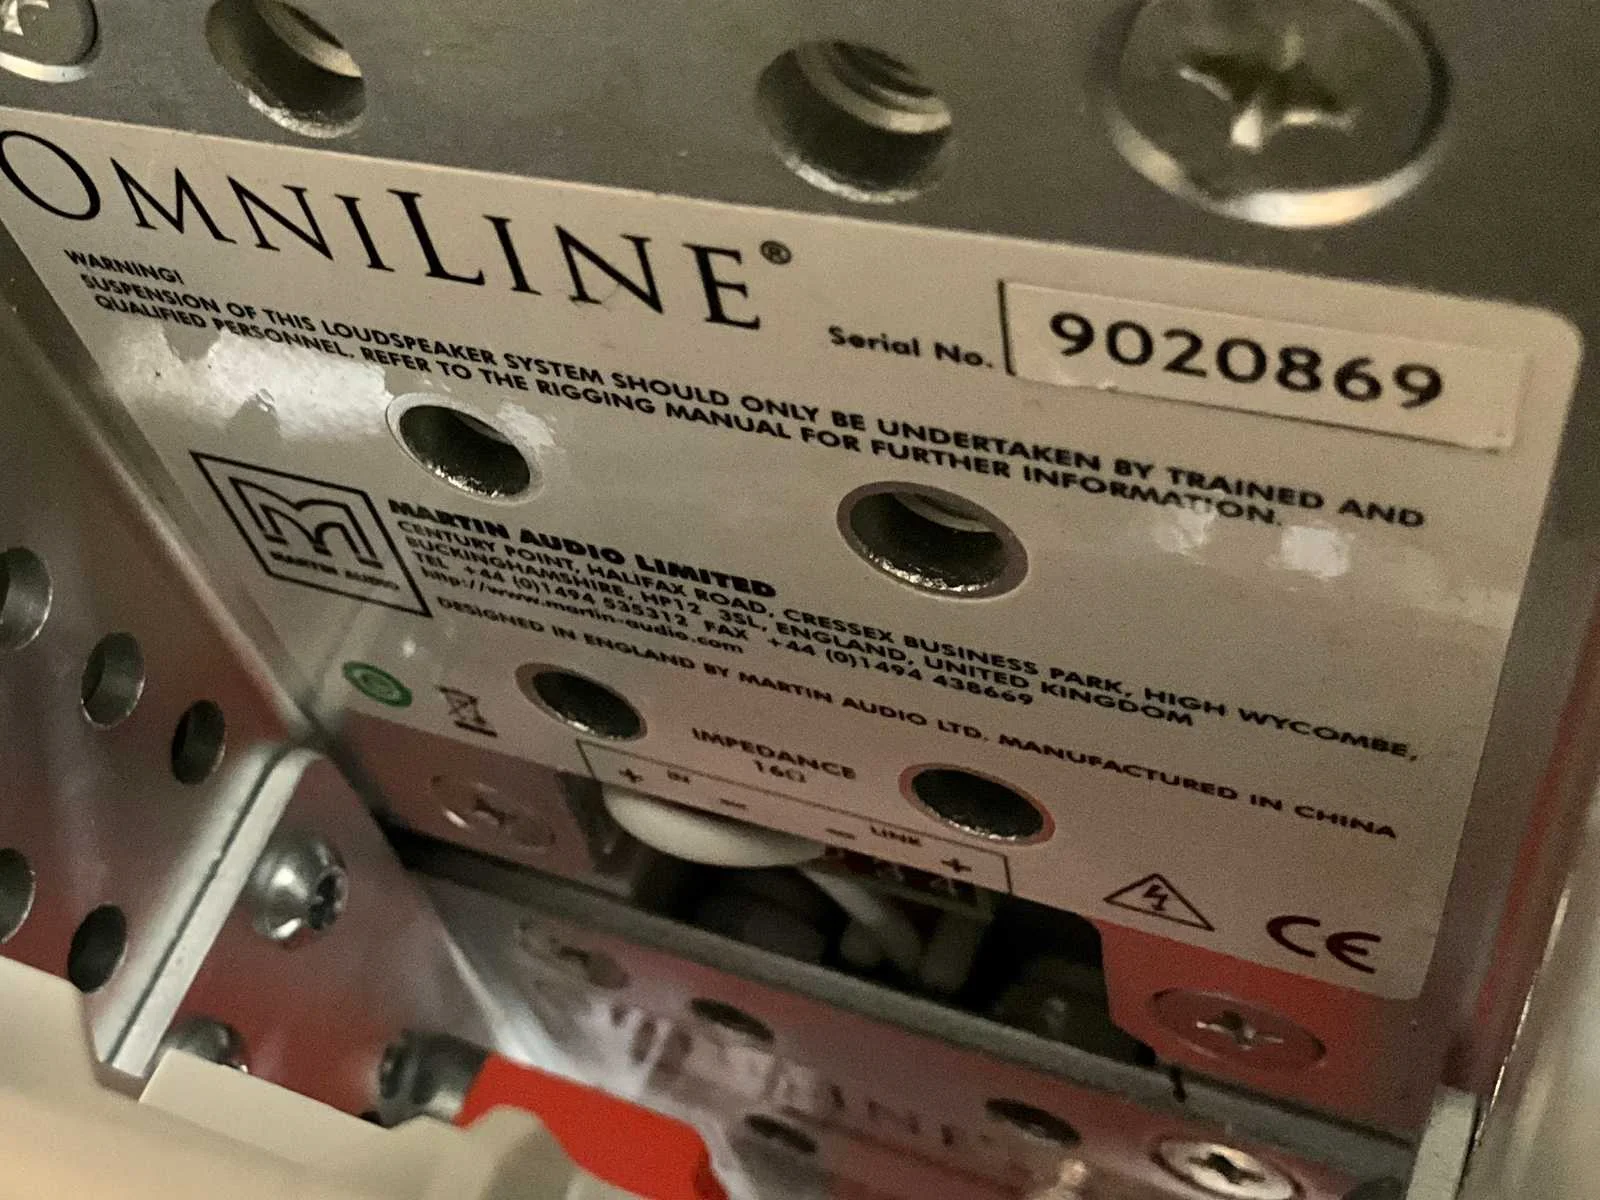 OMNILINE®
Serial No. 9020869
WARNING!
SUSPENSION OF THIS LOUDSPEAKER SYSTEM SHOULD ONLY BE UNDERTAKEN BY TRAINED AND
QUALIFIED PERSONNEL. REFER TO THE RIGGING MANUAL FOR FURTHER INFORMATION.
MARTIN AUDIO
MARTIN AUDIO LIMITED
CENTURY POINT, HALIFAX ROAD, CRESSEX BUSINESS PARK, HIGH WYCOMBE,
BUCKINGHAMSHIRE, HP12 3SL, ENGLAND, UNITED KINGDOM
TEL +44 (0)1494 535312 FAX +44 (0)1494 438669
http://www.martin-audio.com
DESIGNED IN ENGLAND BY MARTIN AUDIO LTD. MANUFACTURED IN CHINA
IMPEDANCE
16Ω
+ IN − − LINK +
CE